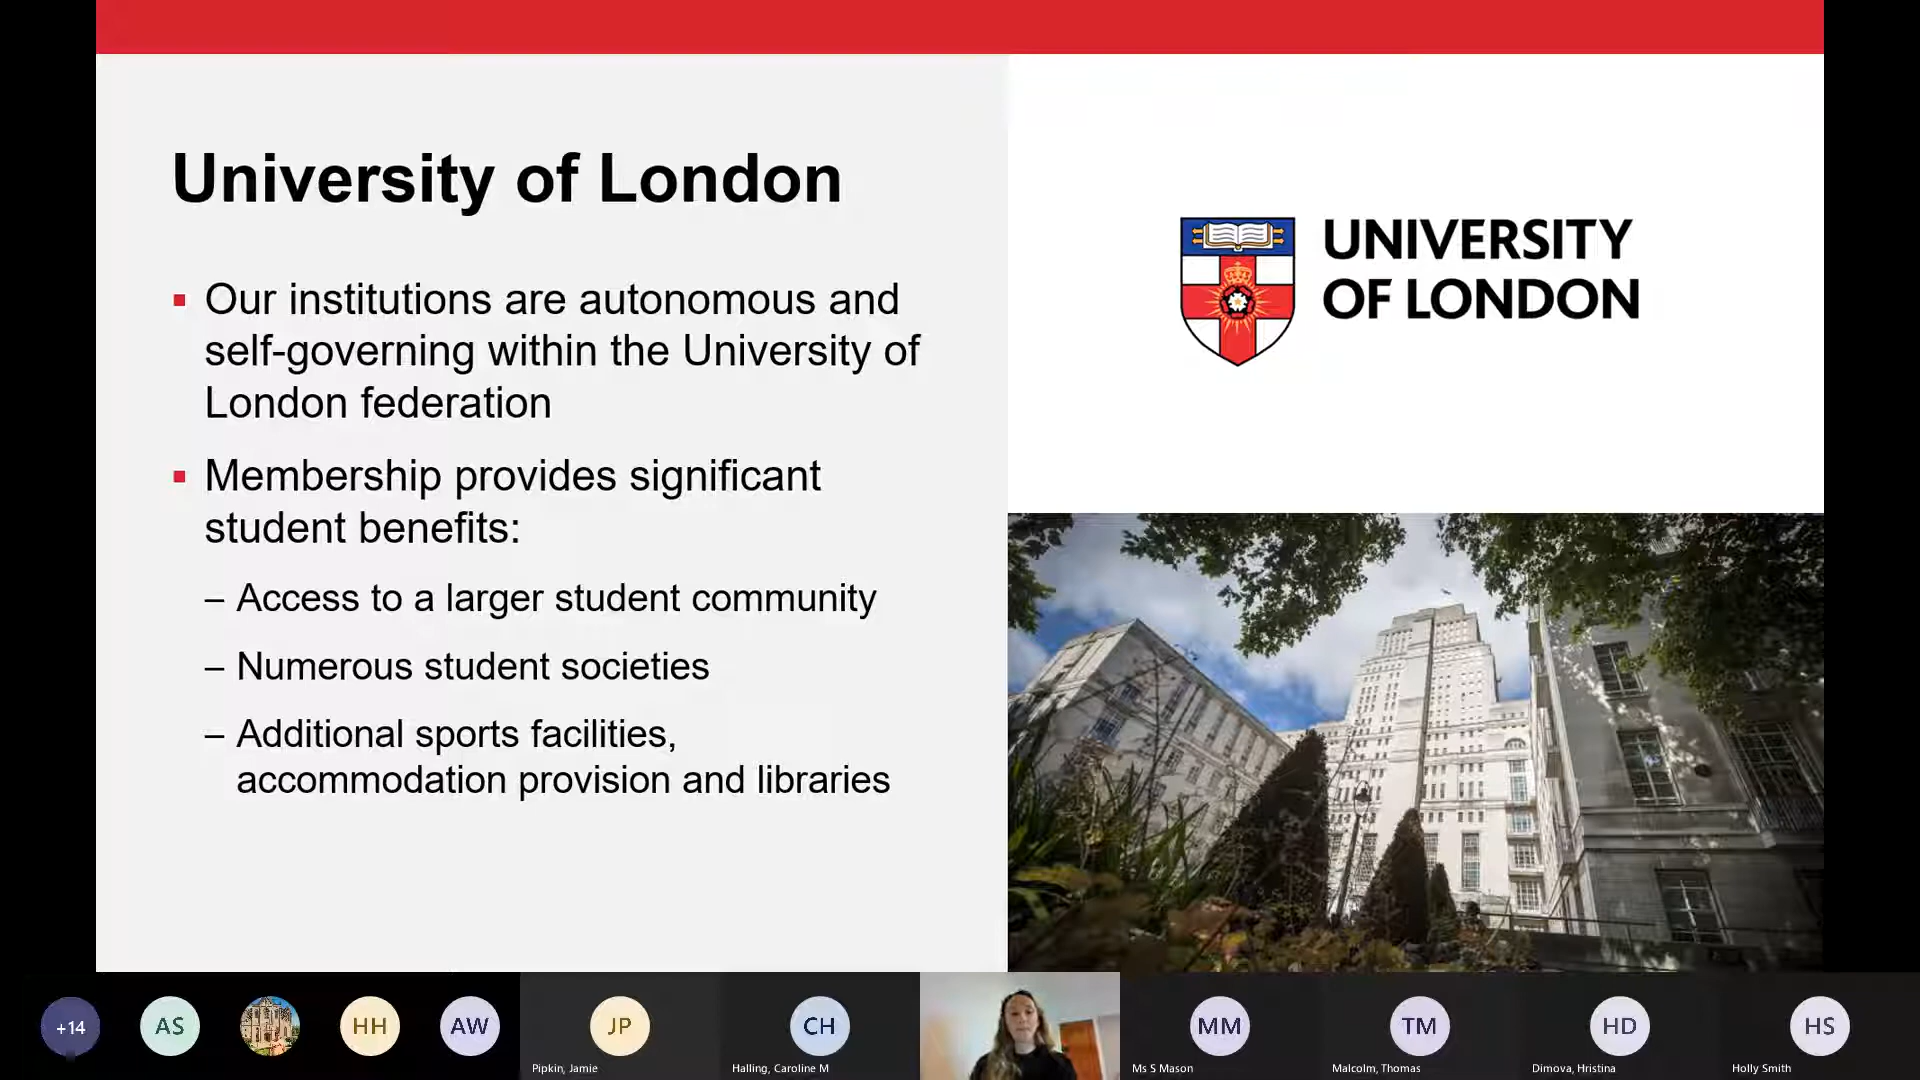 University of London
Our institutions are autonomous and
self-governing within the University of
London federation
Membership provides significant
student benefits:
– Access to a larger student community
– Numerous student societies
– Additional sports facilities,
accommodation provision and libraries
UNIVERSITY
OF LONDON
+14
AS
HH
AW
JP
Pipkin, Jamie
CH
Halling, Caroline M
MM
Ms S Mason
TM
Malcolm, Thomas
HD
Dimova, Hristina
HS
Holly Smith